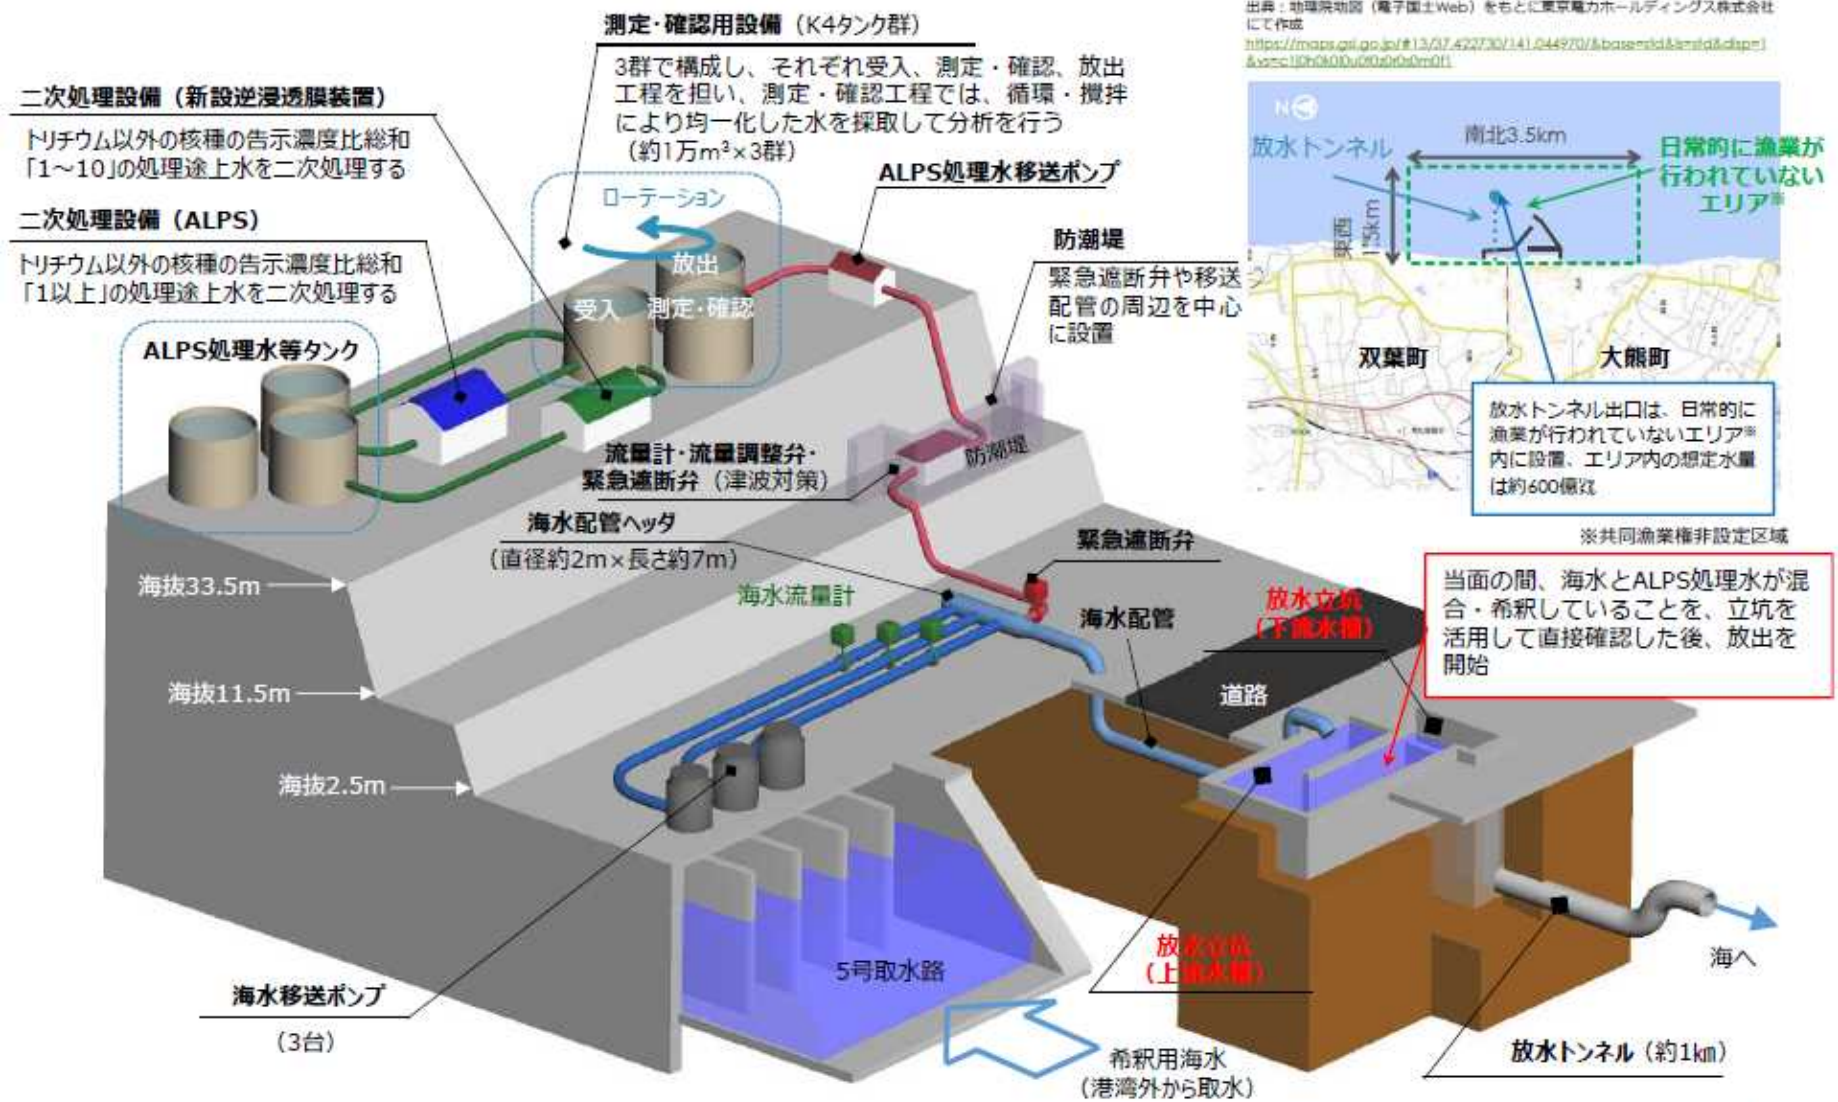 測定・確認用設備（K4タンク群）
3群で構成し、それぞれ受入、測定・確認、放出
工程を担い、測定・確認工程では、循環・攪拌
により均一化した水を採取して分析を行う
（約1万m³×3群）
二次処理設備（新設逆浸透膜装置）
トリチウム以外の核種の告示濃度比総和
「1～10」の処理途上水を二次処理する
二次処理設備（ALPS）
トリチウム以外の核種の告示濃度比総和
「1以上」の処理途上水を二次処理する
ALPS処理水等タンク
ローテーション
放出
受入
測定・確認
ALPS処理水移送ポンプ
防潮堤
緊急遮断弁や移送
配管の周辺を中心
に設置
防潮堤
流量計・流量調整弁・
緊急遮断弁（津波対策）
海水配管ヘッダ
（直径約2m×長さ約7m）
海水流量計
緊急遮断弁
海水配管
放水立坑
（下流水槽）
道路
海抜33.5m
海抜11.5m
海抜2.5m
海水移送ポンプ
（3台）
5号取水路
希釈用海水
（港湾外から取水）
放水立坑
（上流水槽）
放水トンネル（約1㎞）
海へ
当面の間、海水とALPS処理水が混
合・希釈していることを、立坑を
活用して直接確認した後、放出を
開始
出典：地理院地図（電子国土Web）をもとに東京電力ホールディングス株式会社
にて作成
https://maps.gsi.go.jp/#13/37.422730/141.044970/&base=std&ls=std&disp=1
N
南北3.5km
放水トンネル
日常的に漁業が
行われていない
エリア※
東西
1.5km
双葉町
大熊町
放水トンネル出口は、日常的に
漁業が行われていないエリア※
内に設置、エリア内の想定水量
は約600億㍑
※共同漁業権非設定区域